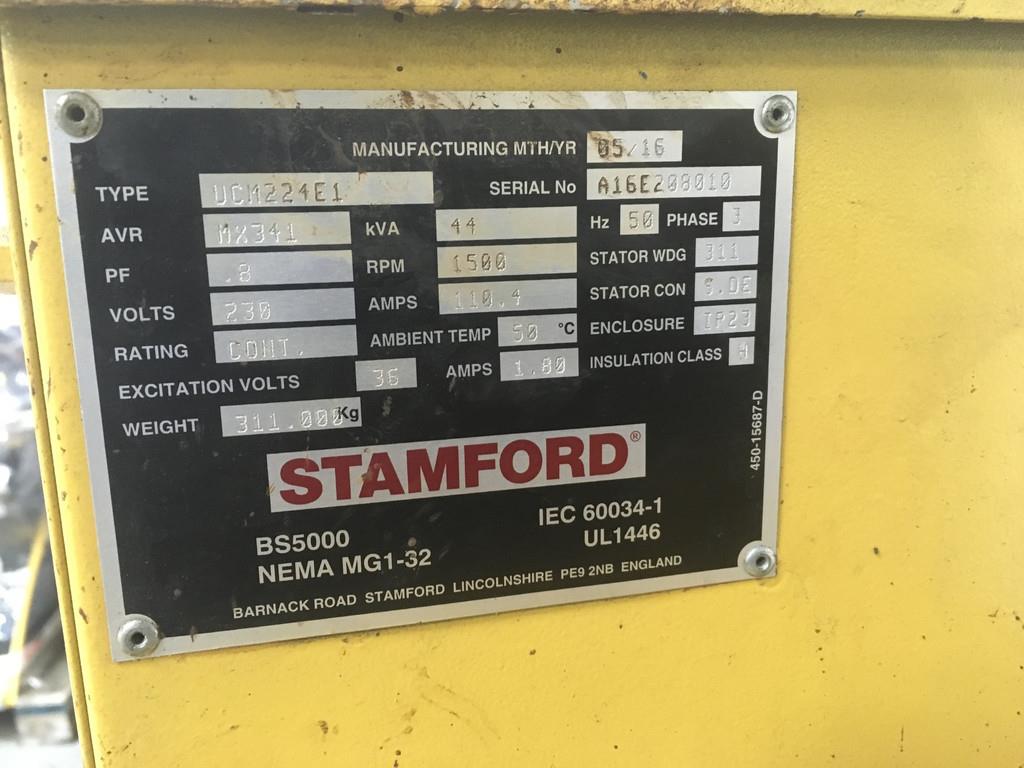 MANUFACTURING MTH/YR 05/16
TYPE UCM224E1 SERIAL No A16E208010
AVR MX341 kVA 44 Hz 50 PHASE 3
PF .8 RPM 1500 STATOR WDG 311
VOLTS 230 AMPS 110.4 STATOR CON S.DE
RATING CONT. AMBIENT TEMP 50 °C ENCLOSURE IP23
EXCITATION VOLTS 36 AMPS 1.80 INSULATION CLASS H
WEIGHT 311.000Kg
450-15687-D
STAMFORD®
BS5000 IEC 60034-1
NEMA MG1-32 UL1446
BARNACK ROAD STAMFORD LINCOLNSHIRE PE9 2NB ENGLAND